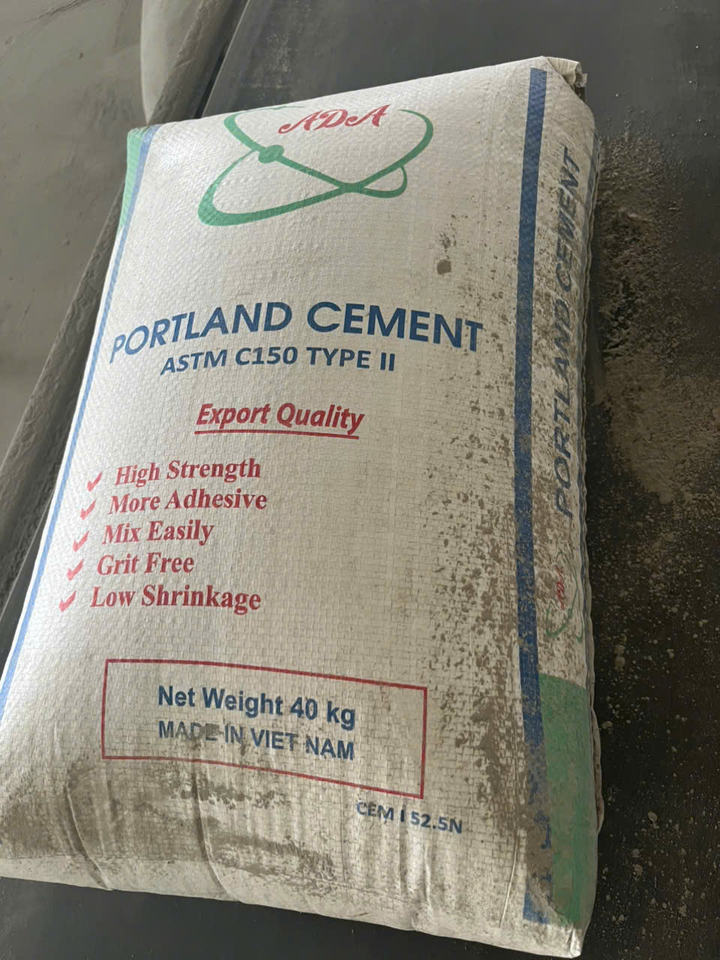 ADA
PORTLAND CEMENT
ASTM C150 TYPE II
Export Quality
High Strength
More Adhesive
Mix Easily
Grit Free
Low Shrinkage
Net Weight 40 kg
MADE IN VIET NAM
CEM I 52.5N
PORTLAND CEMENT